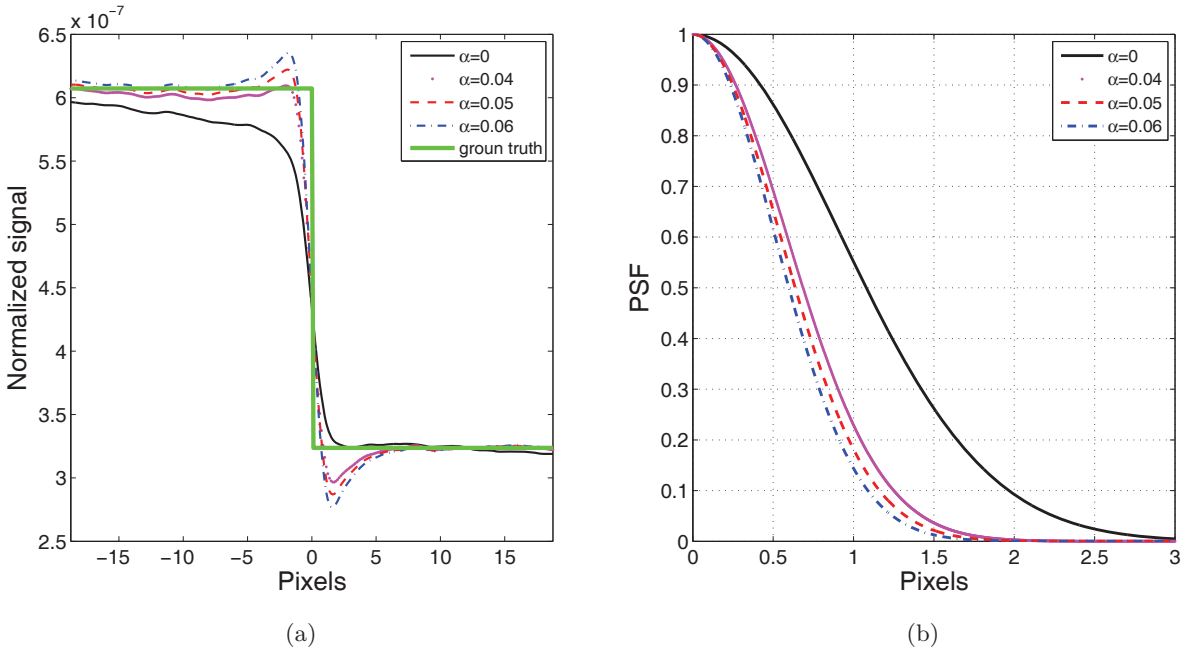 x 10⁻⁷
6.5
6
5.5
5
4.5
4
3.5
3
2.5
Normalized signal
−15
−10
−5
0
5
10
15
Pixels
α=0
α=0.04
α=0.05
α=0.06
groun truth
(a)
1
0.9
0.8
0.7
0.6
0.5
0.4
0.3
0.2
0.1
0
PSF
0
0.5
1
1.5
2
2.5
3
Pixels
α=0
α=0.04
α=0.05
α=0.06
(b)